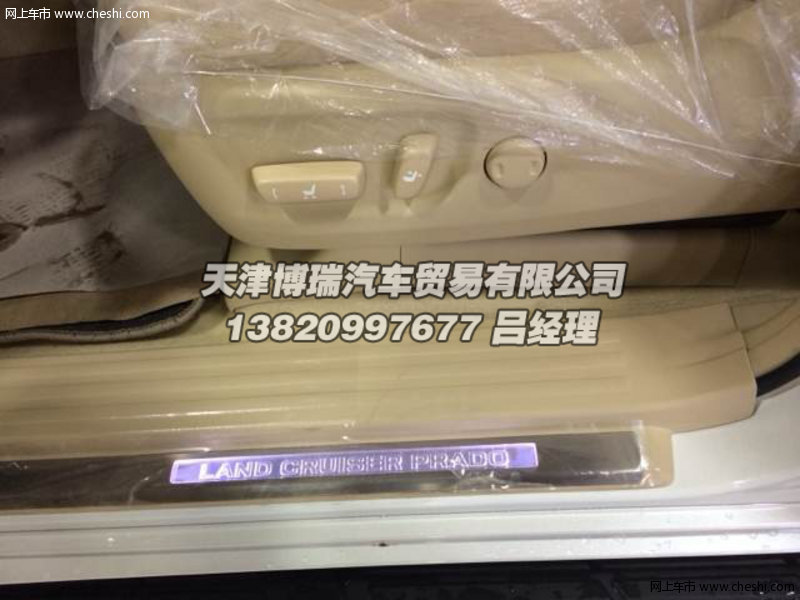 网上车市 www.cheshi.com
天津博瑞汽车贸易有限公司
13820997677 吕经理
LAND CRUISER PRADO
网上车市 www.cheshi.com